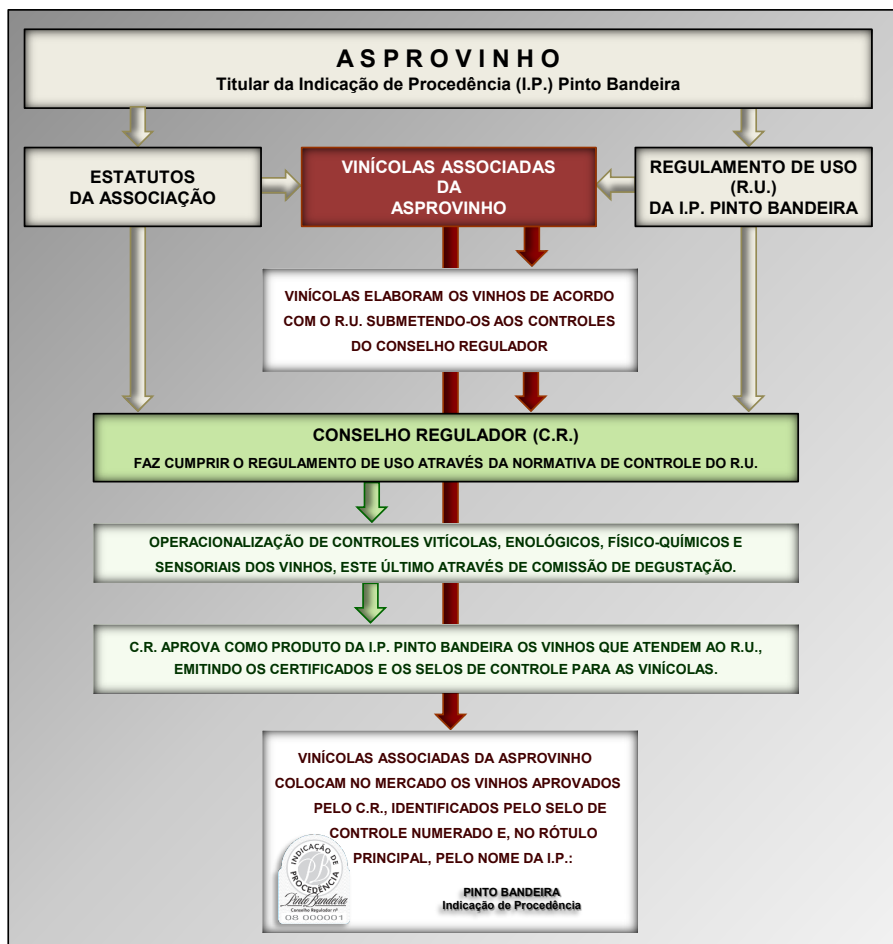 ASPROVINHO
Titular da Indicação de Procedência (I.P.) Pinto Bandeira
ESTATUTOS
DA ASSOCIAÇÃO
VINÍCOLAS ASSOCIADAS
DA
ASPROVINHO
REGULAMENTO DE USO
(R.U.)
DA I.P. PINTO BANDEIRA
VINÍCOLAS ELABORAM OS VINHOS DE ACORDO
COM O R.U. SUBMETENDO-OS AOS CONTROLES
DO CONSELHO REGULADOR
CONSELHO REGULADOR (C.R.)
FAZ CUMPRIR O REGULAMENTO DE USO ATRAVÉS DA NORMATIVA DE CONTROLE DO R.U.
OPERACIONALIZAÇÃO DE CONTROLES VITÍCOLAS, ENOLÓGICOS, FÍSICO-QUÍMICOS E
SENSORIAIS DOS VINHOS, ESTE ÚLTIMO ATRAVÉS DE COMISSÃO DE DEGUSTAÇÃO.
C.R. APROVA COMO PRODUTO DA I.P. PINTO BANDEIRA OS VINHOS QUE ATENDEM AO R.U.,
EMITINDO OS CERTIFICADOS E OS SELOS DE CONTROLE PARA AS VINÍCOLAS.
VINÍCOLAS ASSOCIADAS DA ASPROVINHO
COLOCAM NO MERCADO OS VINHOS APROVADOS
PELO C.R., IDENTIFICADOS PELO SELO DE
CONTROLE NUMERADO E, NO RÓTULO
PRINCIPAL, PELO NOME DA I.P.:
INDICAÇÃO DE
PROCEDÊNCIA
PB
Pinto Bandeira
Conselho Regulador nº
08 000001
PINTO BANDEIRA
Indicação de Procedência